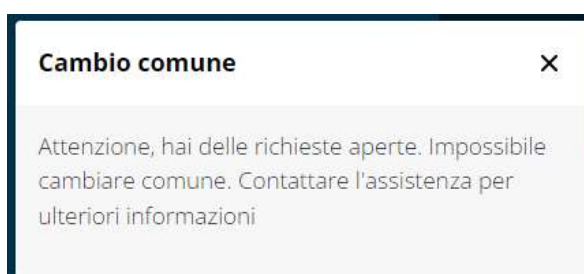 Cambio comune
Attenzione, hai delle richieste aperte. Impossibile
cambiare comune. Contattare l'assistenza per
ulteriori informazioni